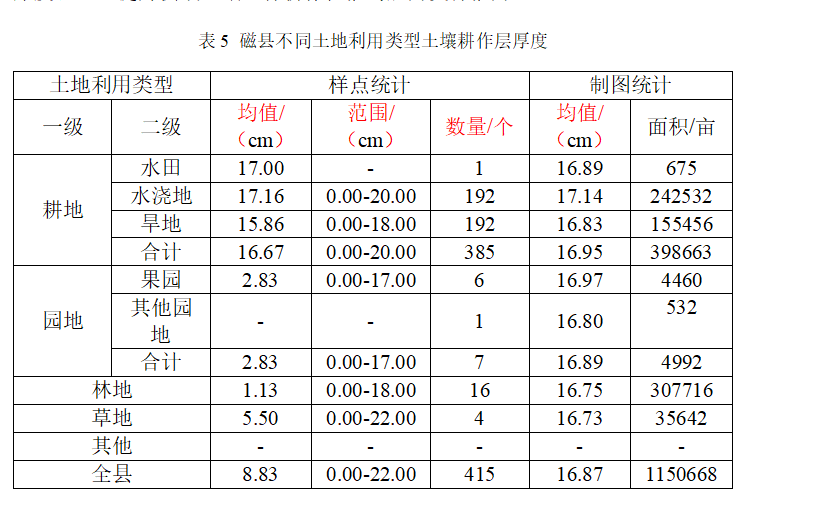 表 5 磁县不同土地利用类型土壤耕作层厚度
土地利用类型 样点统计 制图统计
一级 二级 均值/（cm） 范围/（cm） 数量/个 均值/（cm） 面积/亩
耕地 水田 17.00 - 1 16.89 675
水浇地 17.16 0.00-20.00 192 17.14 242532
旱地 15.86 0.00-18.00 192 16.83 155456
合计 16.67 0.00-20.00 385 16.95 398663
园地 果园 2.83 0.00-17.00 6 16.97 4460
其他园地 - - 1 16.80 532
合计 2.83 0.00-17.00 7 16.89 4992
林地 1.13 0.00-18.00 16 16.75 307716
草地 5.50 0.00-22.00 4 16.73 35642
其他 - - - - -
全县 8.83 0.00-22.00 415 16.87 1150668